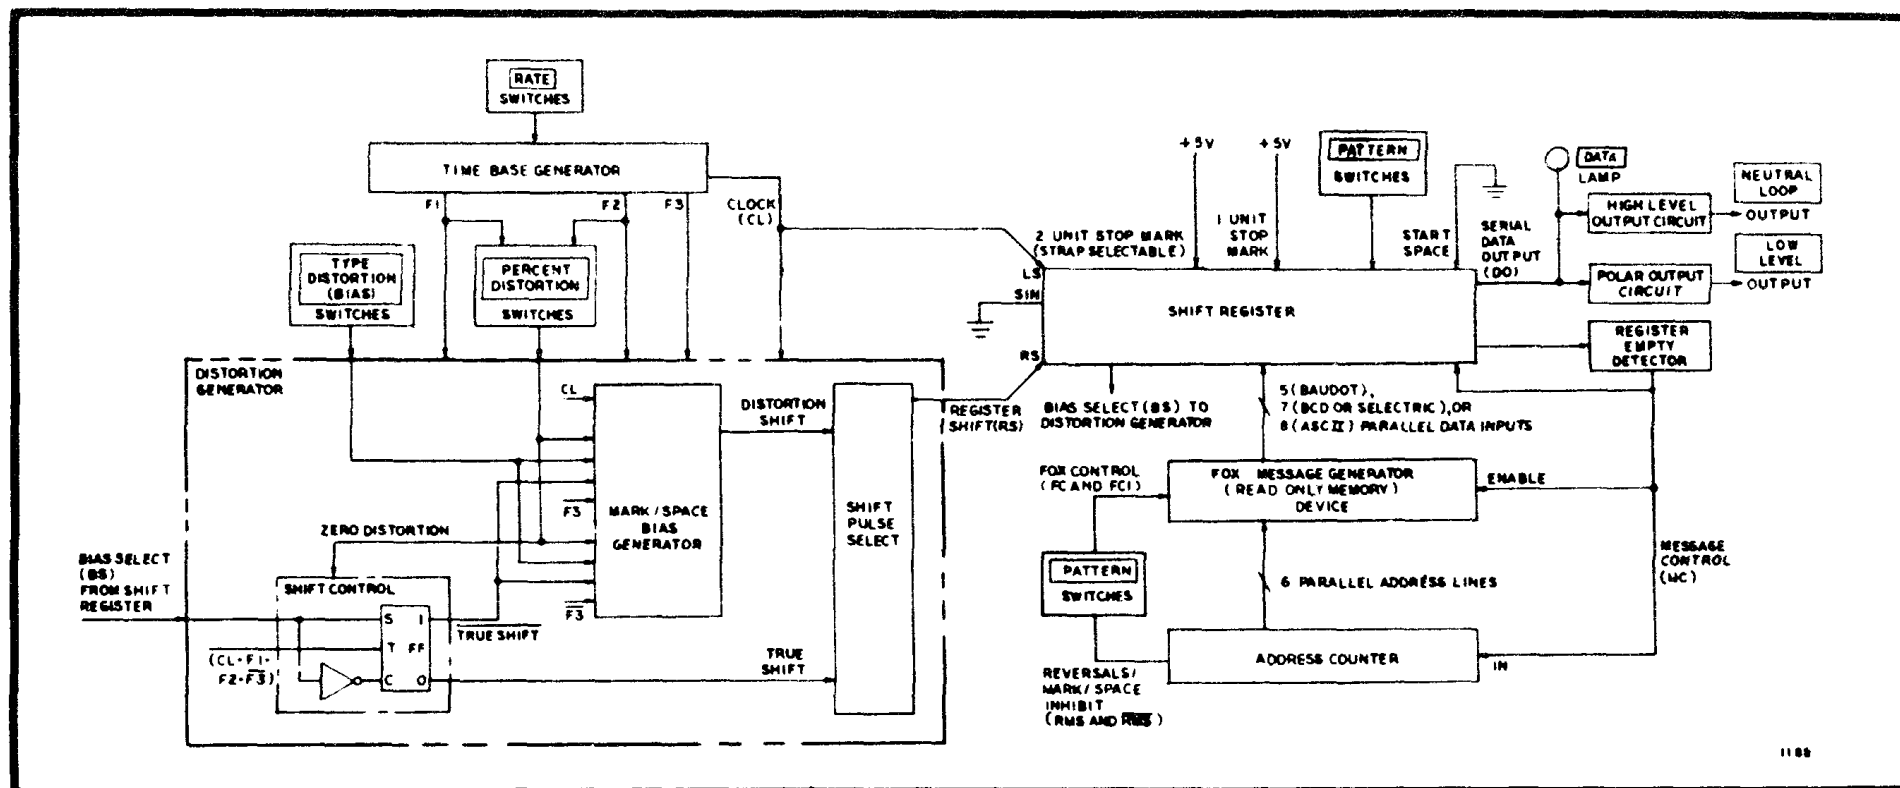 RATE
SWITCHES
TIME BASE GENERATOR
F1
F2
F3
CLOCK
(CL)
TYPE
DISTORTION
(BIAS)
SWITCHES
PERCENT
DISTORTION
SWITCHES
DISTORTION
GENERATOR
CL
F3
MARK/SPACE
BIAS
GENERATOR
F3
DISTORTION
SHIFT
SHIFT
PULSE
SELECT
ZERO DISTORTION
BIAS SELECT
(BS)
FROM SHIFT
REGISTER
SHIFT CONTROL
S 1
T FF
C 0
(CL·F1·
F2·F3)
TRUE SHIFT
TRUE
SHIFT
REGISTER
SHIFT(RS)
+5V
+5V
PATTERN
SWITCHES
2 UNIT STOP MARK
(STRAP SELECTABLE)
1 UNIT
STOP
MARK
START
SPACE
SERIAL
DATA
OUTPUT
(DO)
DATA
LAMP
LS
SIN
RS
SHIFT REGISTER
HIGH LEVEL
OUTPUT CIRCUIT
NEUTRAL
LOOP
OUTPUT
POLAR OUTPUT
CIRCUIT
LOW
LEVEL
OUTPUT
REGISTER
EMPTY
DETECTOR
BIAS SELECT (BS) TO
DISTORTION GENERATOR
5 (BAUDOT),
7 (BCD OR SELECTRIC), OR
8 (ASCII) PARALLEL DATA INPUTS
FOX CONTROL
(FC AND FC1)
FOX MESSAGE GENERATOR
(READ ONLY MEMORY)
DEVICE
ENABLE
PATTERN
SWITCHES
6 PARALLEL ADDRESS LINES
MESSAGE
CONTROL
(MC)
ADDRESS COUNTER
IN
REVERSALS/
MARK/SPACE
INHIBIT
(RMS AND RMS)